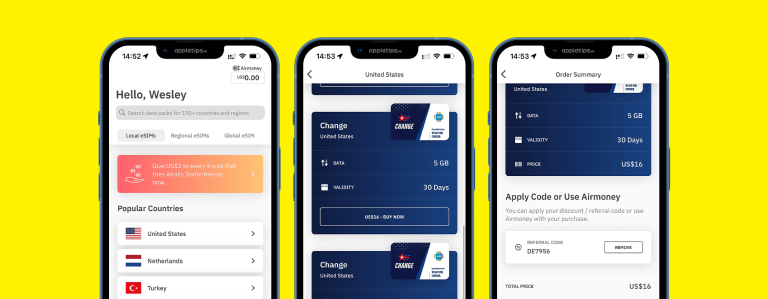 14:52
appletips.nl
Airmoney
US$0.00
Hello, Wesley
Search data packs for 190+ countries and regions
Local eSIMs
Regional eSIMs
Global eSIM
Give US$3 to every friend that
tries Airalo. Invite friends
now.
Popular Countries
United States
Netherlands
Turkey
14:53
appletips.nl
United States
Change
United States
CHANGE
DATA
5 GB
VALIDITY
30 Days
US$16 - BUY NOW
Change
United States
CHANGE
14:53
appletips.nl
Order Summary
DATA
5 GB
VALIDITY
30 Days
PRICE
US$16
Apply Code or Use Airmoney
You can apply your discount / referral code or use
Airmoney with your purchase.
REFERRAL CODE
DE7956
REMOVE
TOTAL PRICE
US$16